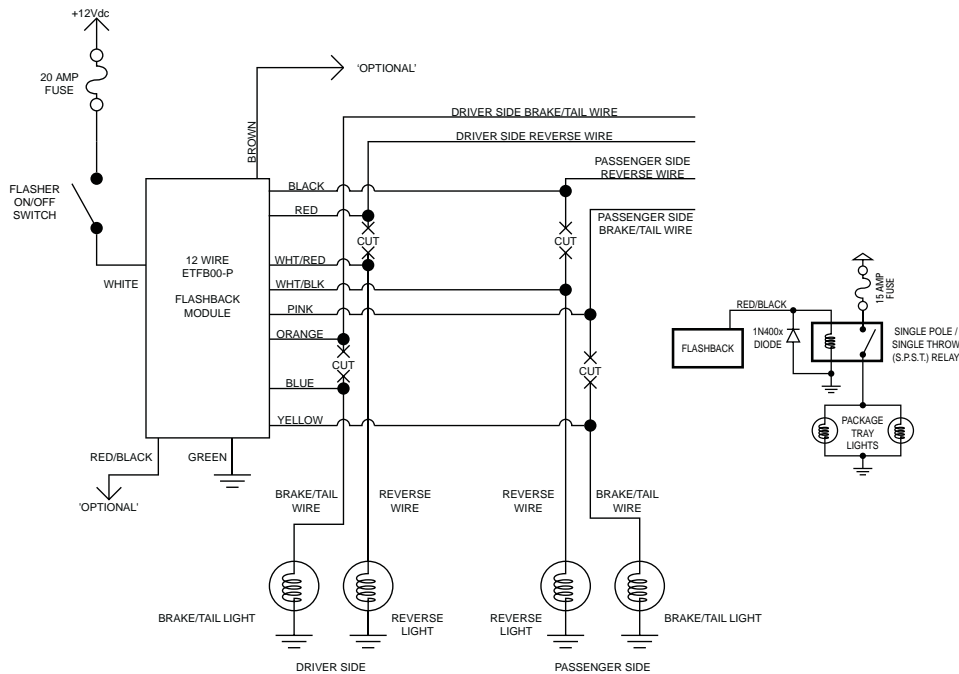 +12Vdc
20 AMP
FUSE
FLASHER
ON/OFF
SWITCH
WHITE
BROWN
'OPTIONAL'
DRIVER SIDE BRAKE/TAIL WIRE
DRIVER SIDE REVERSE WIRE
PASSENGER SIDE
REVERSE WIRE
PASSENGER SIDE
BRAKE/TAIL WIRE
12 WIRE
ETFB00-P
FLASHBACK
MODULE
BLACK
RED
WHT/RED
WHT/BLK
PINK
ORANGE
BLUE
YELLOW
CUT
CUT
CUT
CUT
RED/BLACK
GREEN
'OPTIONAL'
BRAKE/TAIL
WIRE
REVERSE
WIRE
REVERSE
WIRE
BRAKE/TAIL
WIRE
BRAKE/TAIL LIGHT
REVERSE
LIGHT
REVERSE
LIGHT
BRAKE/TAIL LIGHT
DRIVER SIDE
PASSENGER SIDE
RED/BLACK
FLASHBACK
1N400x
DIODE
15 AMP
FUSE
SINGLE POLE /
SINGLE THROW
(S.P.S.T.) RELAY
PACKAGE
TRAY
LIGHTS